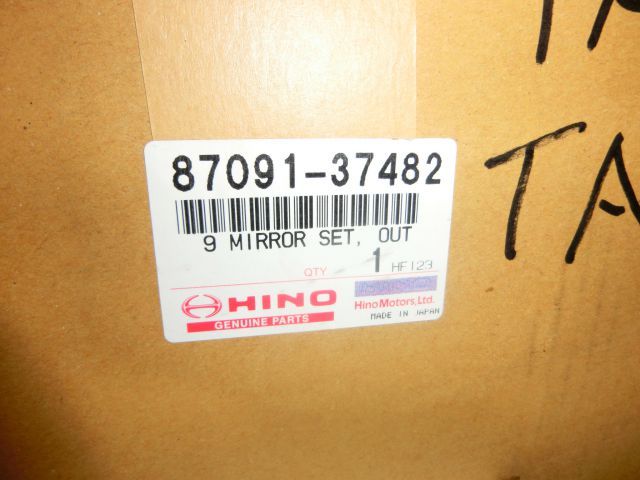 TA
87091-37482
9 MIRROR SET, OUT
QTY 1 HF123
HINO
GENUINE PARTS
Hino Motors, Ltd.
MADE IN JAPAN